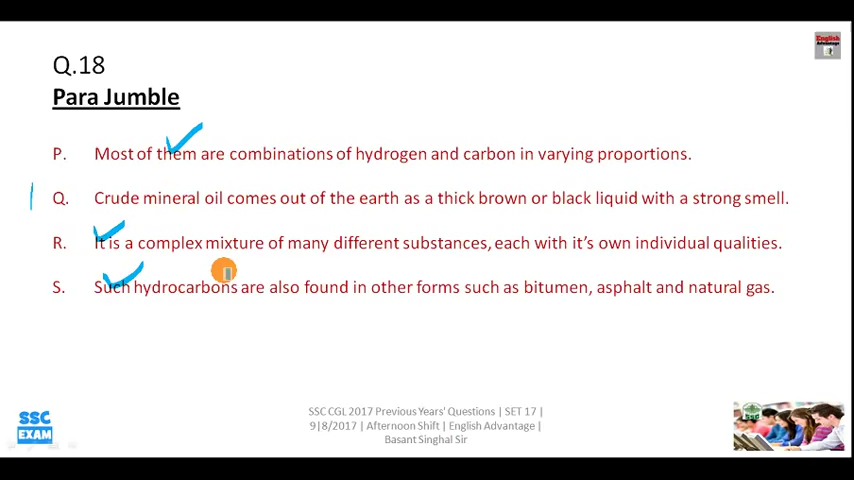 English
Advantage
Q.18
Para Jumble
P. Most of them are combinations of hydrogen and carbon in varying proportions.
Q. Crude mineral oil comes out of the earth as a thick brown or black liquid with a strong smell.
R. It is a complex mixture of many different substances, each with it's own individual qualities.
S. Such hydrocarbons are also found in other forms such as bitumen, asphalt and natural gas.
SSC
EXAM
SSC CGL 2017 Previous Years' Questions | SET 17 |
9|8/2017 | Afternoon Shift | English Advantage |
Basant Singhal Sir